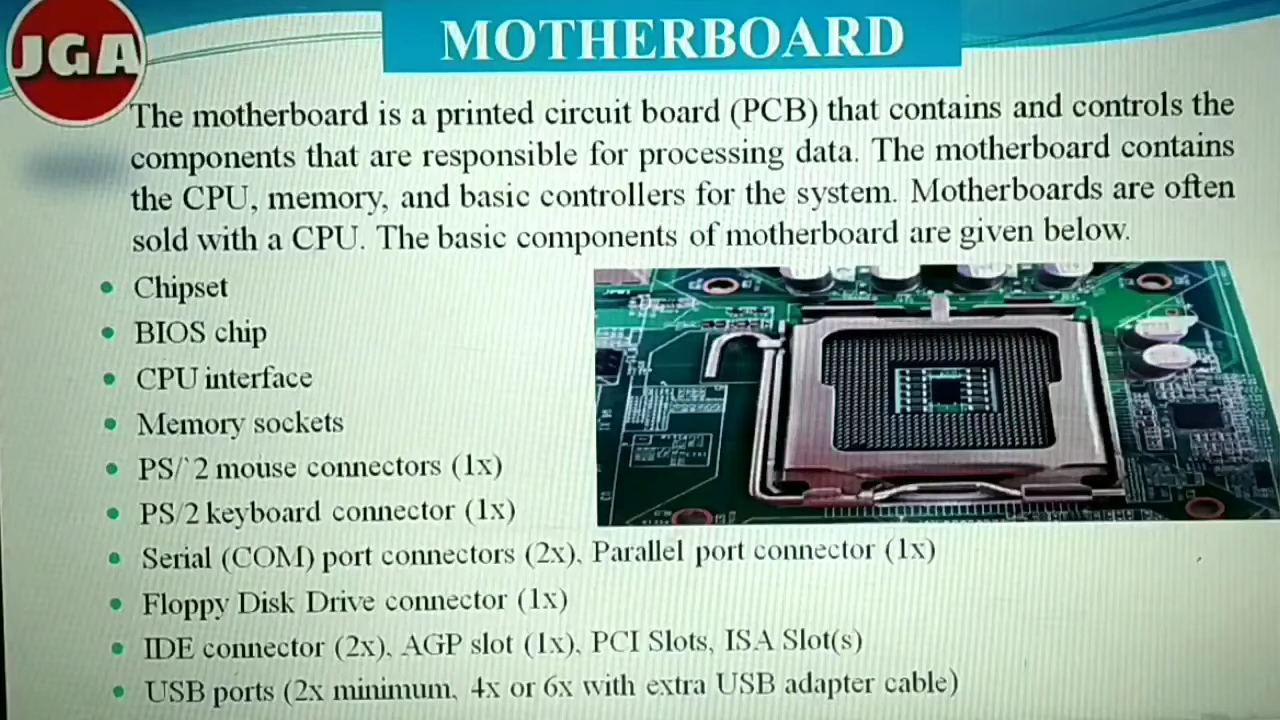 JGA
MOTHERBOARD
The motherboard is a printed circuit board (PCB) that contains and controls the
components that are responsible for processing data. The motherboard contains
the CPU, memory, and basic controllers for the system. Motherboards are often
sold with a CPU. The basic components of motherboard are given below.
• Chipset
• BIOS chip
• CPU interface
• Memory sockets
• PS/2 mouse connectors (1x)
• PS/2 keyboard connector (1x)
• Serial (COM) port connectors (2x), Parallel port connector (1x)
• Floppy Disk Drive connector (1x)
• IDE connector (2x), AGP slot (1x), PCI Slots, ISA Slot(s)
• USB ports (2x minimum, 4x or 6x with extra USB adapter cable)